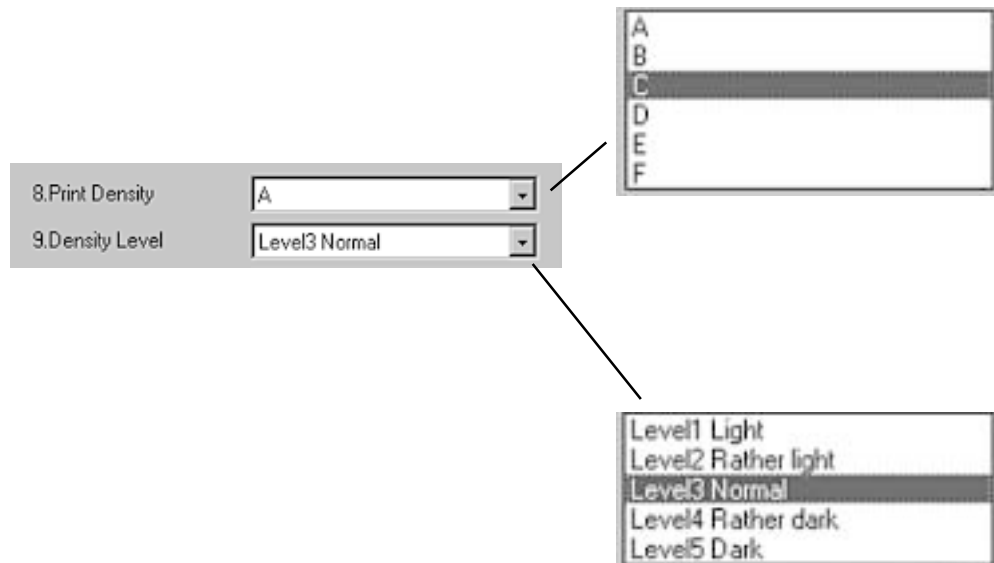 A
B
C
D
E
F
8.Print Density
A
9.Density Level
Level3 Normal
Level1 Light
Level2 Rather light
Level3 Normal
Level4 Rather dark
Level5 Dark